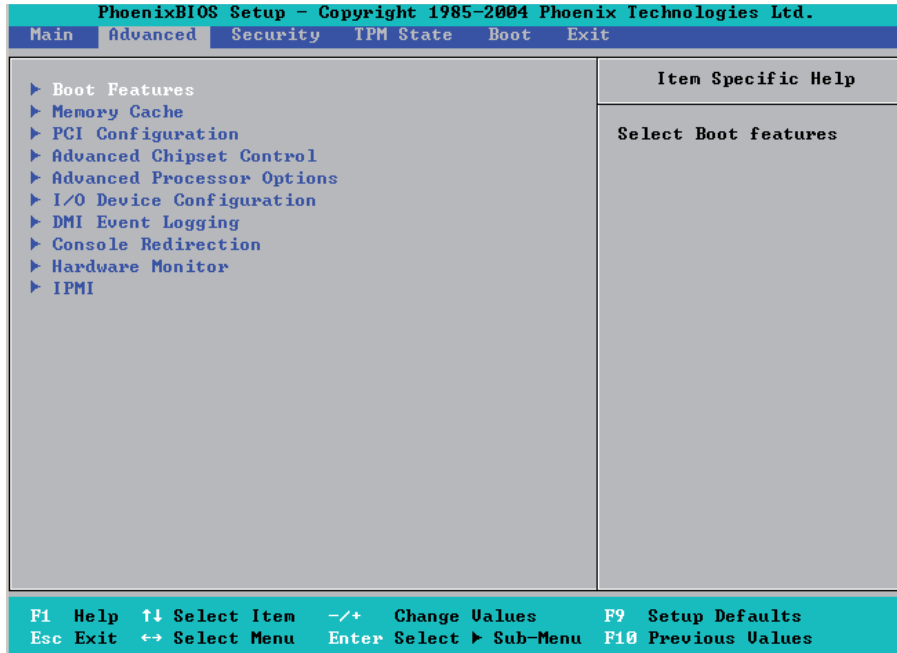 PhoenixBIOS Setup - Copyright 1985-2004 Phoenix Technologies Ltd.
Main Advanced Security TPM State Boot Exit
Item Specific Help
Select Boot features
▶ Boot Features
▶ Memory Cache
▶ PCI Configuration
▶ Advanced Chipset Control
▶ Advanced Processor Options
▶ I/O Device Configuration
▶ DMI Event Logging
▶ Console Redirection
▶ Hardware Monitor
▶ IPMI
F1 Help ↑↓ Select Item -/+ Change Values F9 Setup Defaults
Esc Exit ↔ Select Menu Enter Select ▶ Sub-Menu F10 Previous Values